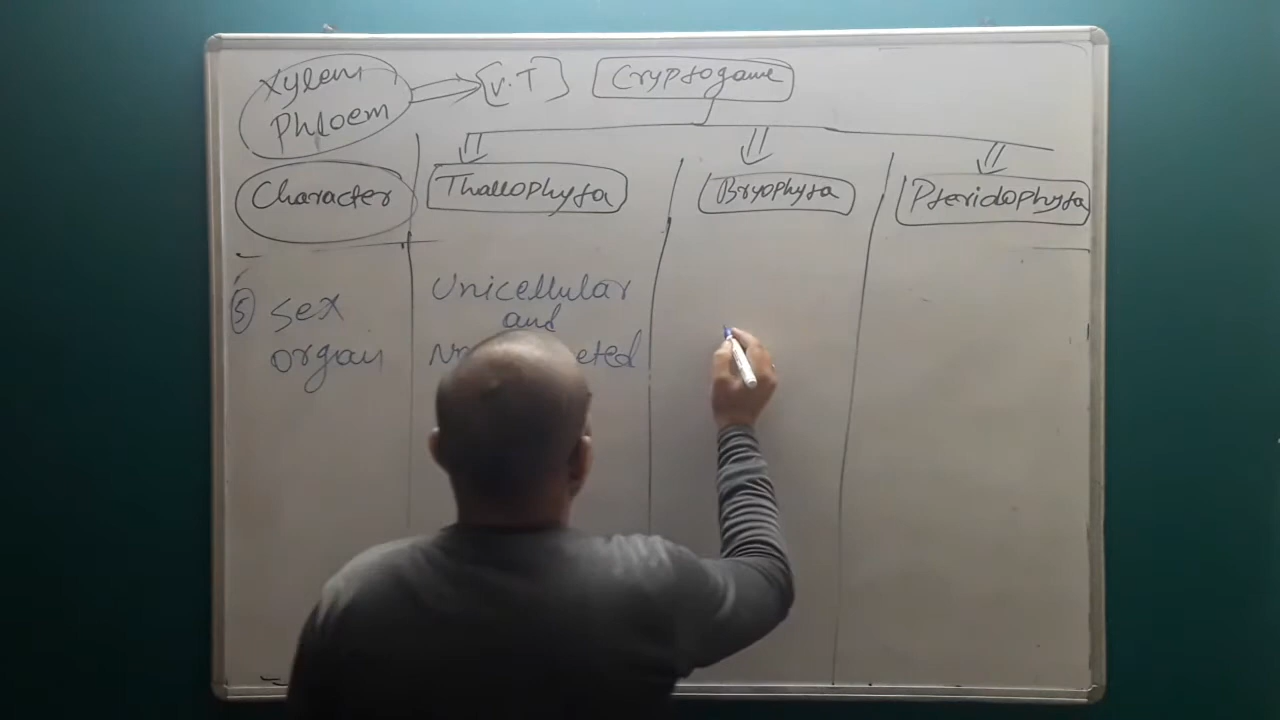 Xylem
Phloem
[V.T]
Cryptogame
Character
Thallophyta
Bryophyta
Pteridophyta
5 Sex
organ
Unicellular
and